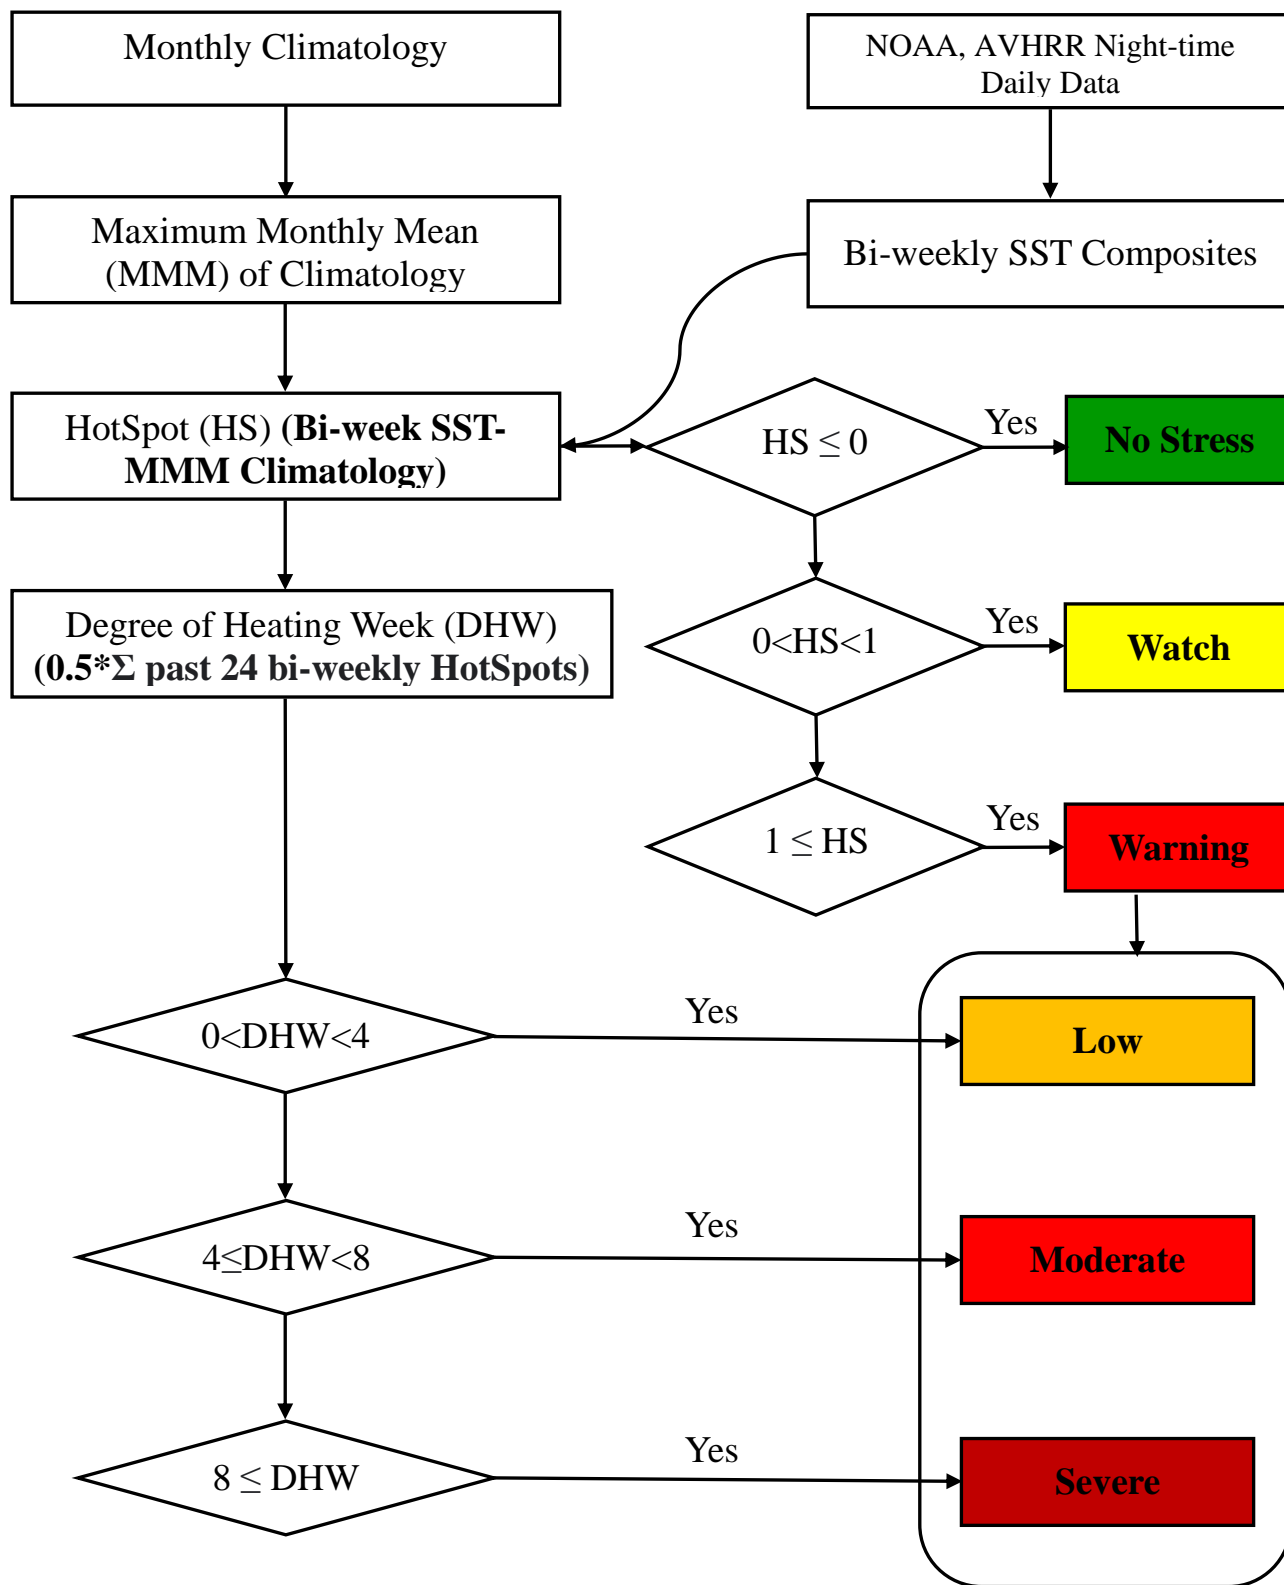 Monthly Climatology
NOAA, AVHRR Night-time
Daily Data
Maximum Monthly Mean
(MMM) of Climatology
Bi-weekly SST Composites
HotSpot (HS) (Bi-week SST-
MMM Climatology)
HS ≤ 0
Yes
No Stress
Degree of Heating Week (DHW)
(0.5*Σ past 24 bi-weekly HotSpots)
0<HS<1
Yes
Watch
1 ≤ HS
Yes
Warning
0<DHW<4
Yes
Low
4≤DHW<8
Yes
Moderate
8 ≤ DHW
Yes
Severe